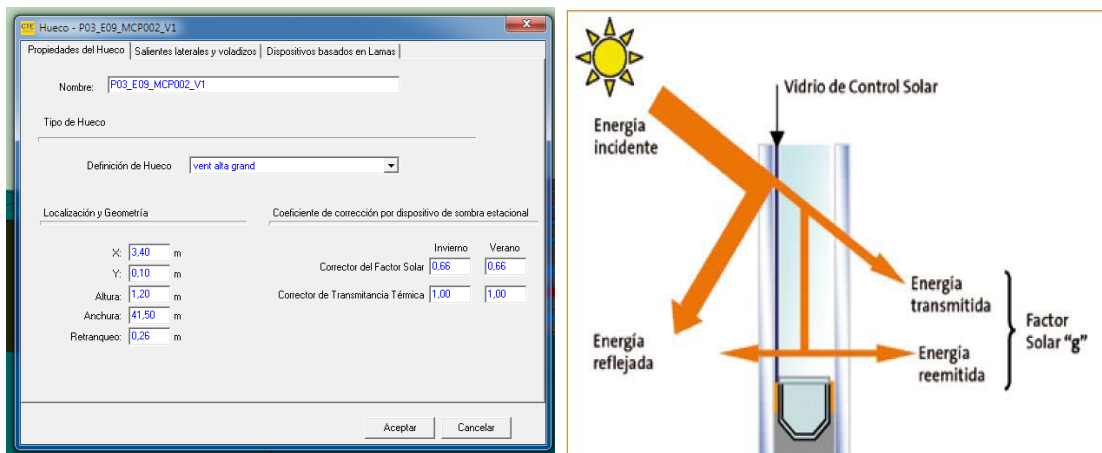 CTE Hueco - P03_E09_MCP002_V1
Propiedades del Hueco Salientes laterales y voladizos Dispositivos basados en Lamas
Nombre: P03_E09_MCP002_V1
Tipo de Hueco
Definición de Hueco vent alta grand
Localización y Geometría
X: 3,40 m
Y: 0,10 m
Altura: 1,20 m
Anchura: 41,50 m
Retranqueo: 0,26 m
Coeficiente de corrección por dispositivo de sombra estacional
Invierno Verano
Corrector del Factor Solar 0,66 0,66
Corrector de Transmitancia Térmica 1,00 1,00
Aceptar Cancelar
Vidrio de Control Solar
Energía
incidente
Energía
transmitida
Energía
reflejada
Energía
reemitida
Factor
Solar "g"